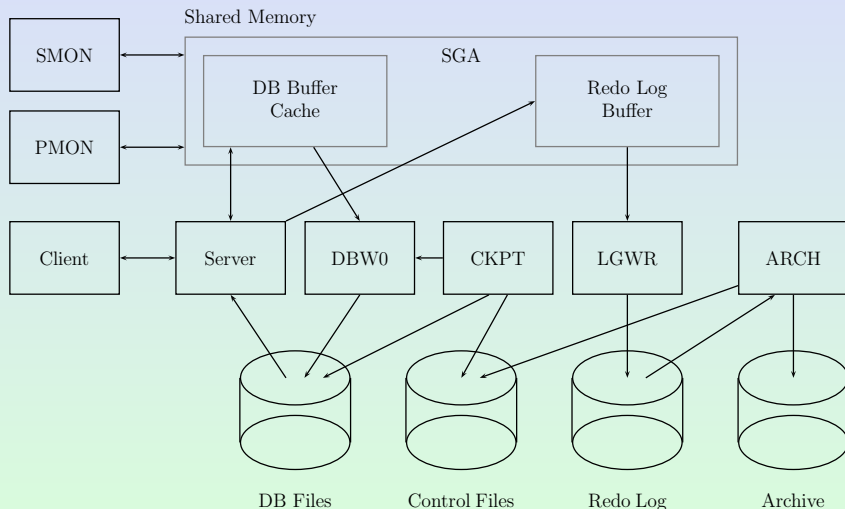 Shared Memory
SMON
SGA
DB Buffer
Cache
Redo Log
Buffer
PMON
Client
Server
DBW0
CKPT
LGWR
ARCH
DB Files
Control Files
Redo Log
Archive